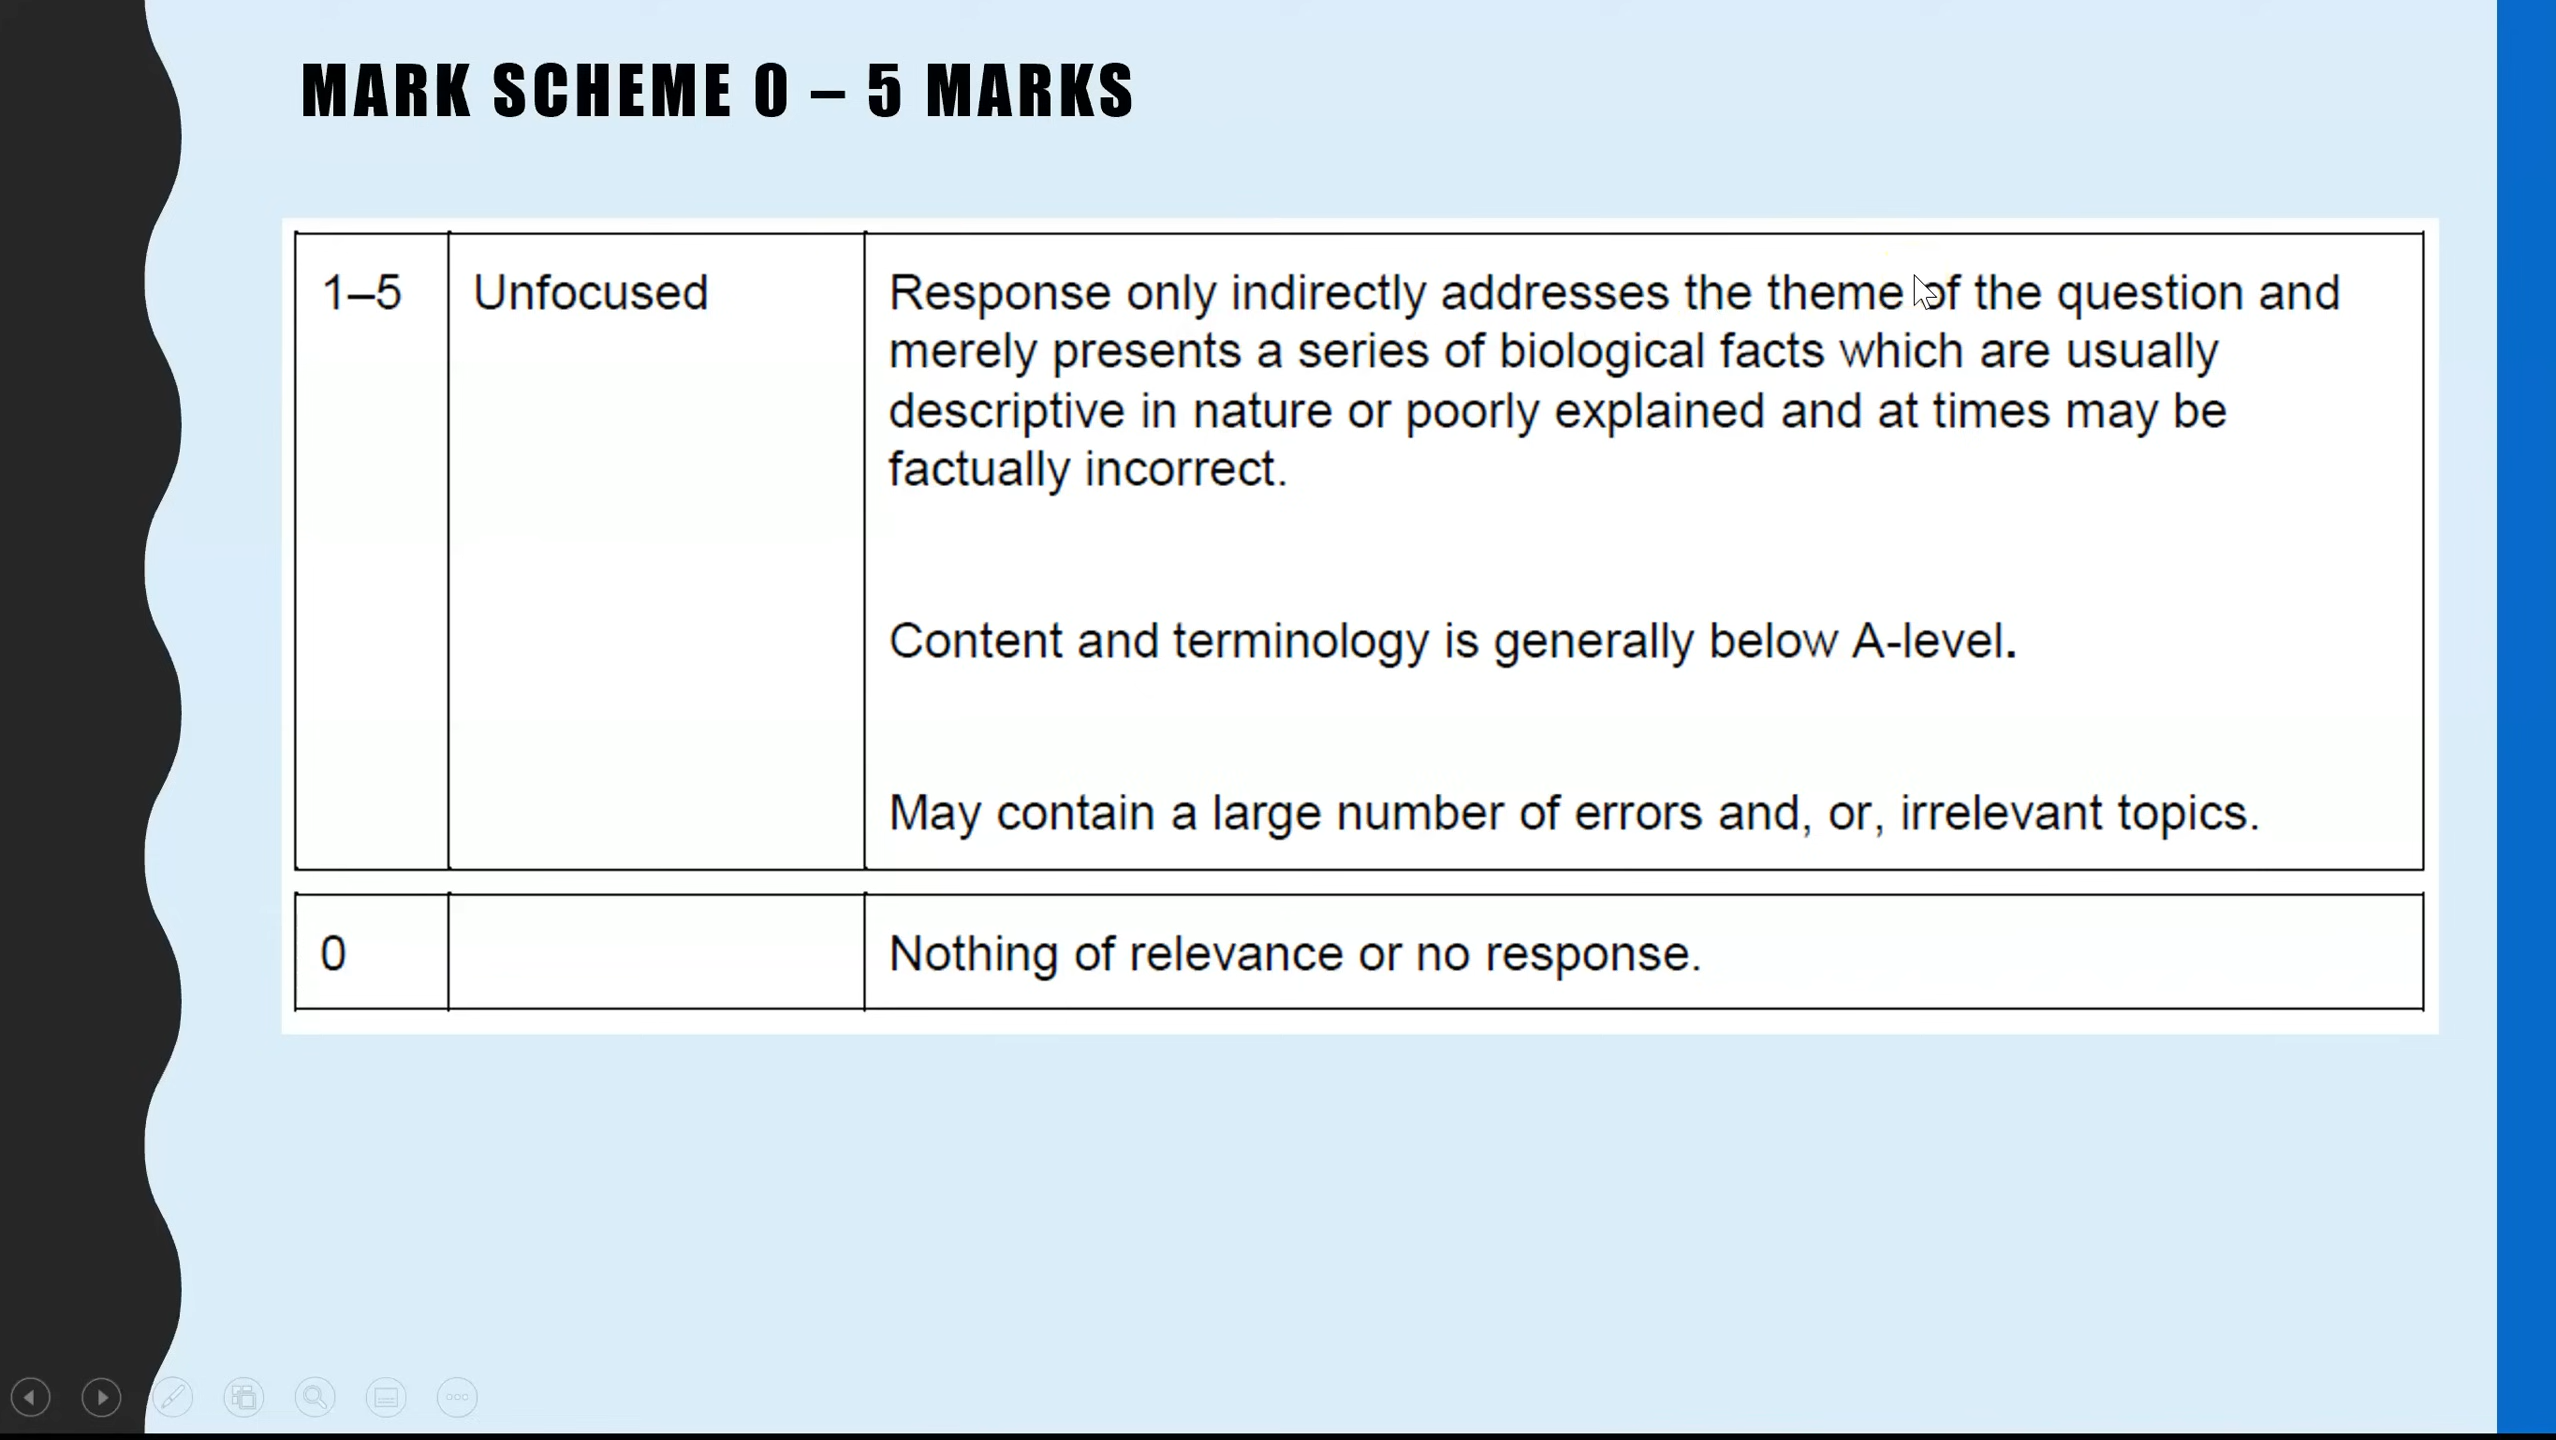 MARK SCHEME 0 – 5 MARKS
1–5 Unfocused Response only indirectly addresses the theme of the question and
merely presents a series of biological facts which are usually
descriptive in nature or poorly explained and at times may be
factually incorrect.
Content and terminology is generally below A-level.
May contain a large number of errors and, or, irrelevant topics.
0 Nothing of relevance or no response.